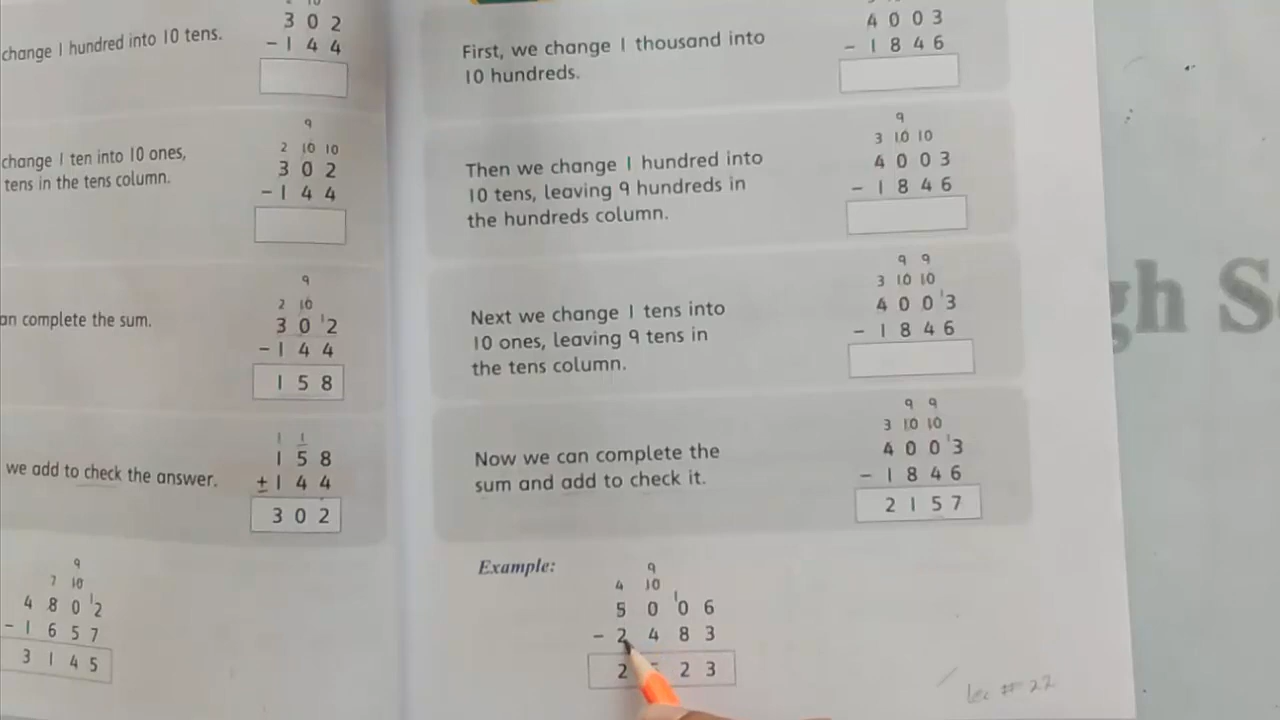 change 1 hundred into 10 tens.
3 0 2
- 1 4 4
change 1 ten into 10 ones,
tens in the tens column.
9
2 10 10
3 0 2
- 1 4 4
an complete the sum.
9
2 10
3 0 1 2
- 1 4 4
1 5 8
we add to check the answer.
1 1
1 5 8
± 1 4 4
3 0 2
9
7 10
4 8 0 1 2
- 1 6 5 7
3 1 4 5
First, we change 1 thousand into
10 hundreds.
4 0 0 3
- 1 8 4 6
Then we change 1 hundred into
10 tens, leaving 9 hundreds in
the hundreds column.
9
3 10 10
4 0 0 3
- 1 8 4 6
Next we change 1 tens into
10 ones, leaving 9 tens in
the tens column.
9 9
3 10 10
4 0 0 1 3
- 1 8 4 6
Now we can complete the
sum and add to check it.
9 9
3 10 10
4 0 0 1 3
- 1 8 4 6
2 1 5 7
Example:
9
4 10
5 0 1 0 6
- 2 4 8 3
2 2 3
Lec # 22
gh S